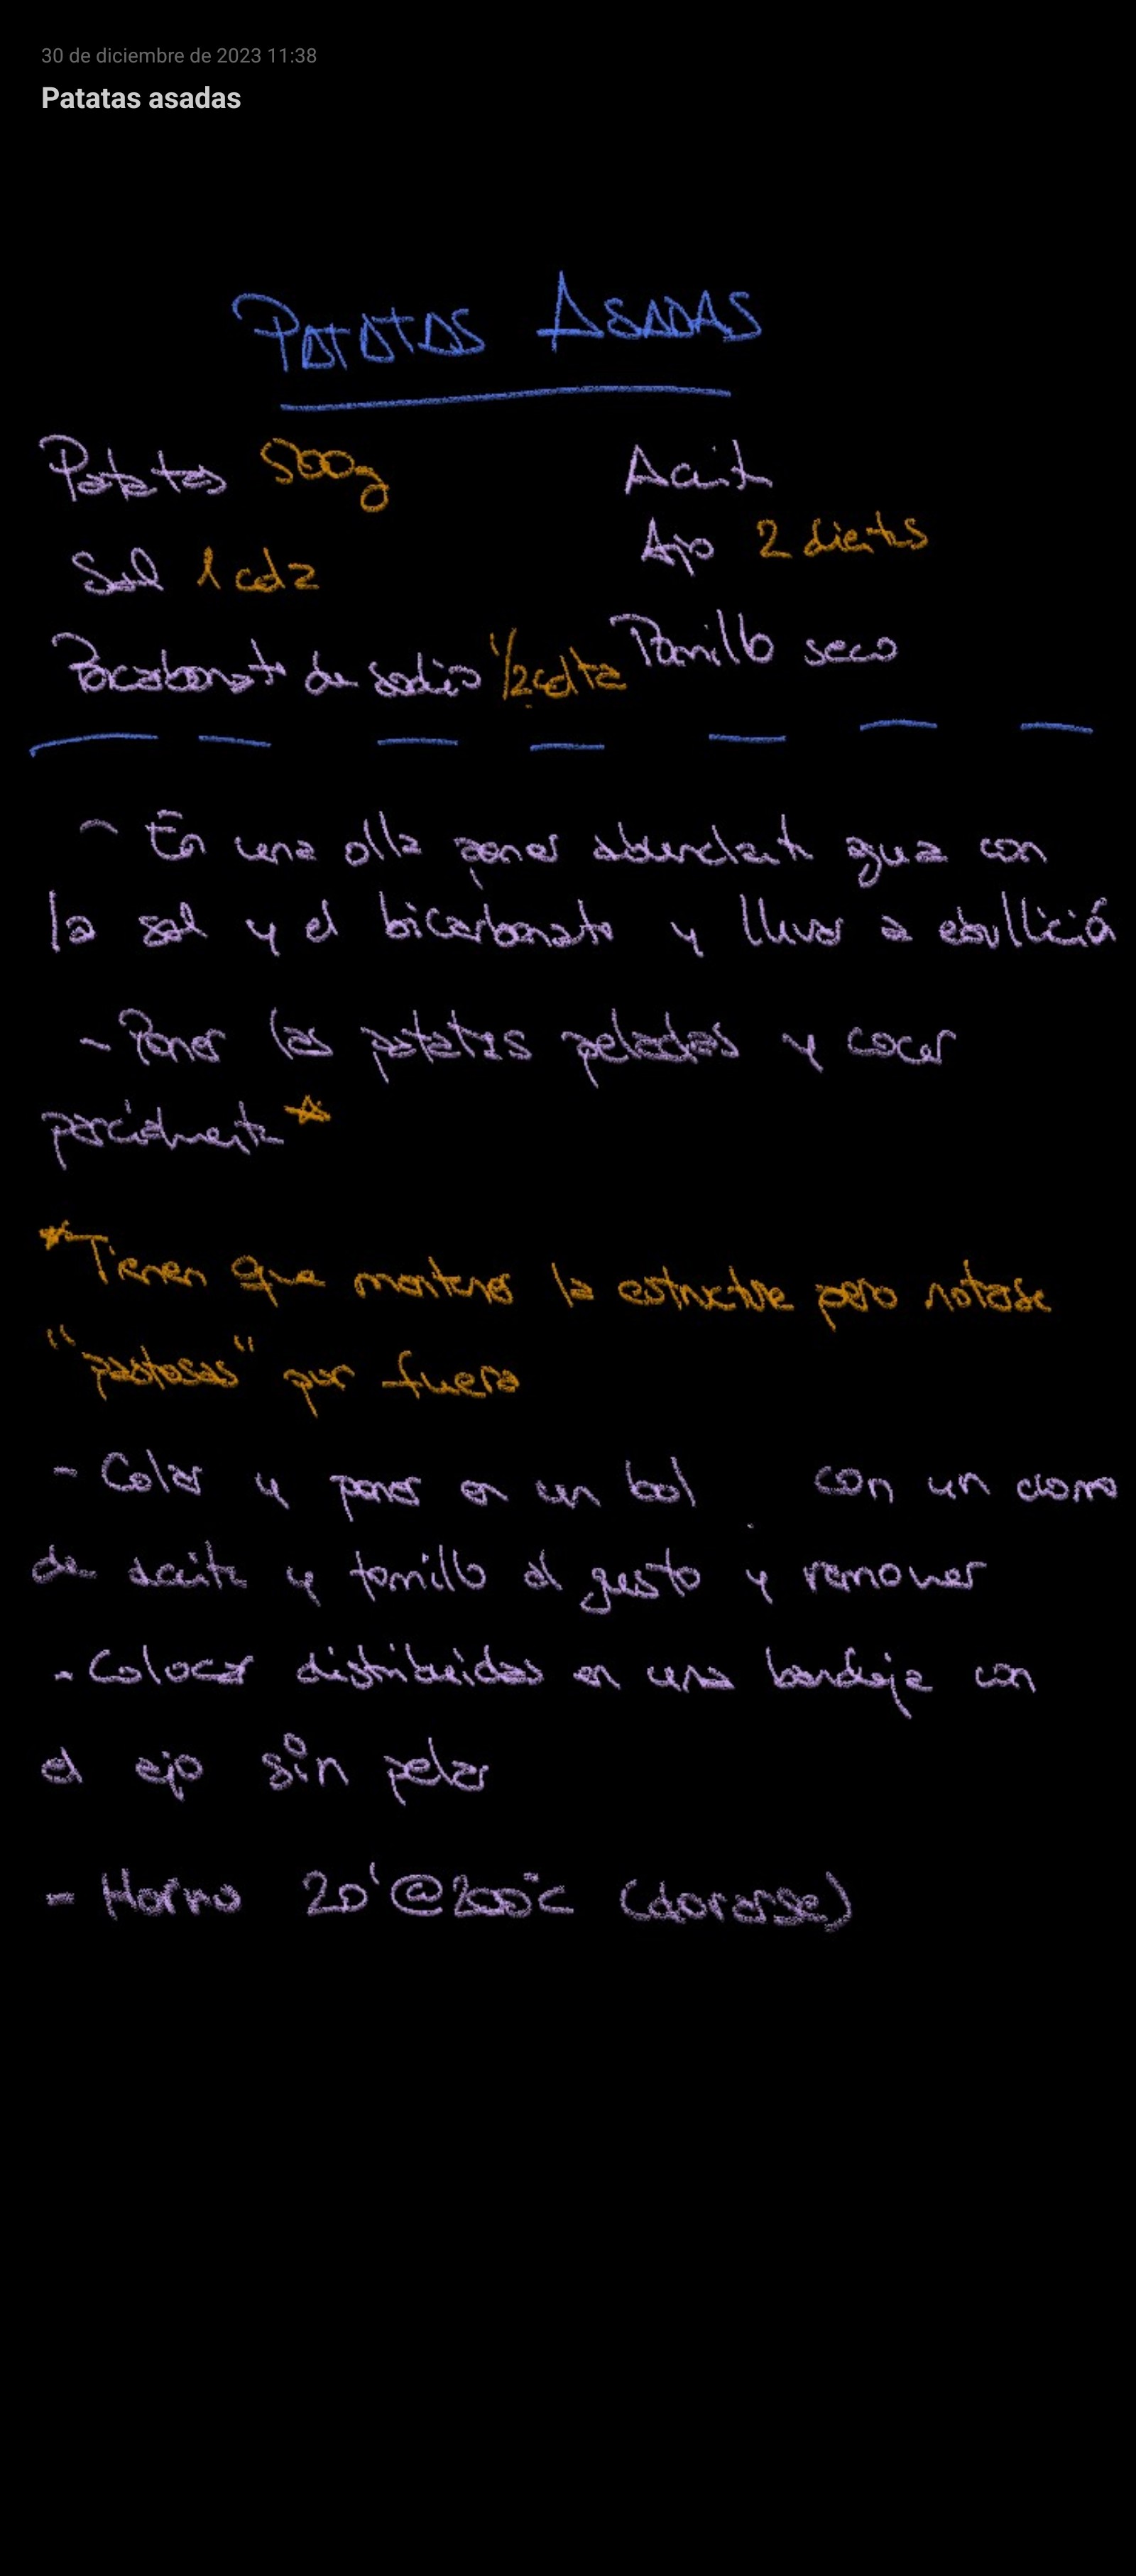 30 de diciembre de 2023 11:38
Patatas asadas
PATATAS ASADAS
Patatas 500g
Aceite
Sal 1 cda
Ajo 2 dientes
Bicarbonato de sodio 1/2 cdta
Tomillo seco
- En una olla poner abundante agua con
la sal y el bicarbonato y llevar a ebullición
- Poner las patatas peladas y cocer
parcialmente *
* Tienen que mantener la estructura pero notarse
"pastosas" por fuera
- Colar y poner en un bol con un chorro
de aceite y tomillo al gusto y remover
- Colocar distribuidas en una bandeja con
el ajo sin pelar
- Horno 20' @200°C (dorarse)